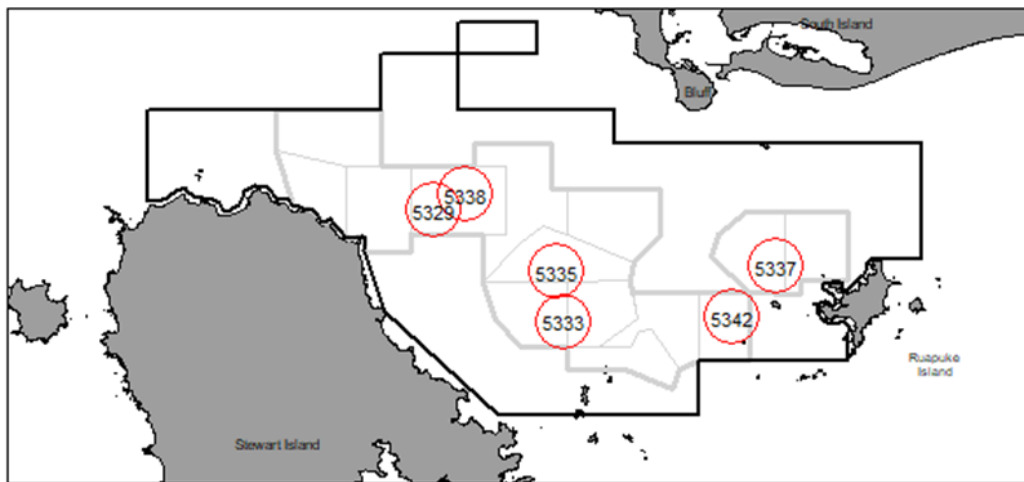 South Island
Bluff
5338
5329
5335
5337
5333
5342
Ruapuke
Island
Stewart Island